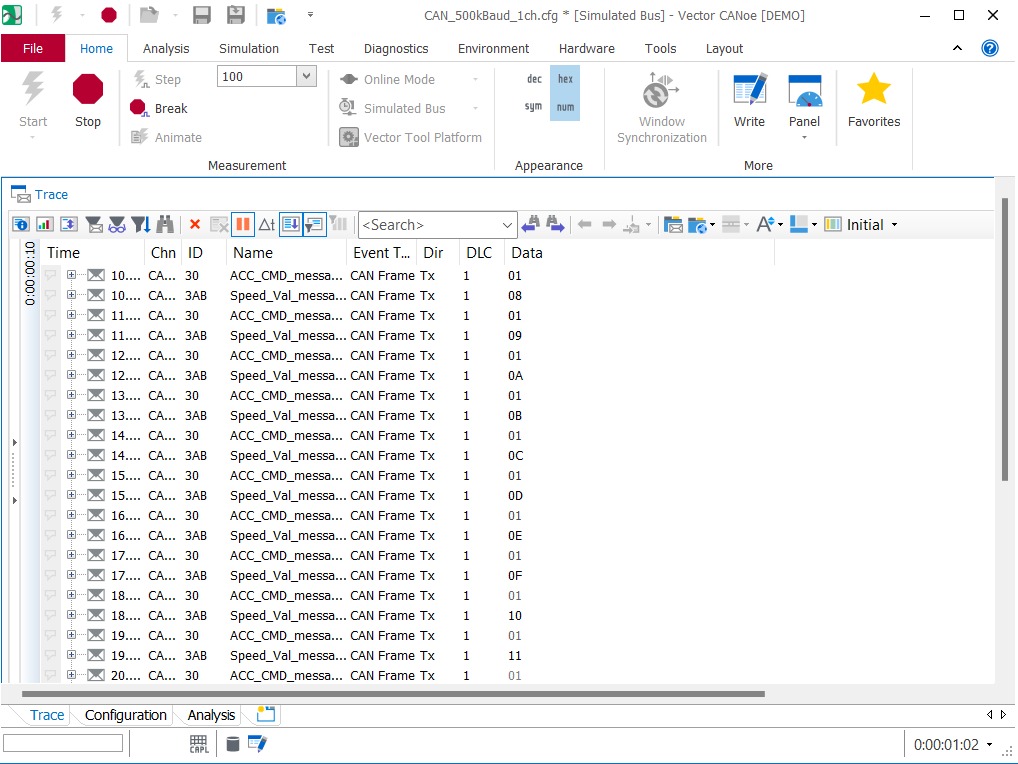 CAN_500kBaud_1ch.cfg * [Simulated Bus] - Vector CANoe [DEMO]
File Home Analysis Simulation Test Diagnostics Environment Hardware Tools Layout
Start Stop Step 100 Online Mode dec hex Window Synchronization Write Panel Favorites
Break Simulated Bus sym num
Animate Vector Tool Platform
Measurement Appearance More
Trace
Δt <Search> Initial
0:00:00:10
Time Chn ID Name Event T... Dir DLC Data
10.... CA... 30 ACC_CMD_messa... CAN Frame Tx 1 01
10.... CA... 3AB Speed_Val_messa... CAN Frame Tx 1 08
11.... CA... 30 ACC_CMD_messa... CAN Frame Tx 1 01
11.... CA... 3AB Speed_Val_messa... CAN Frame Tx 1 09
12.... CA... 30 ACC_CMD_messa... CAN Frame Tx 1 01
12.... CA... 3AB Speed_Val_messa... CAN Frame Tx 1 0A
13.... CA... 30 ACC_CMD_messa... CAN Frame Tx 1 01
13.... CA... 3AB Speed_Val_messa... CAN Frame Tx 1 0B
14.... CA... 30 ACC_CMD_messa... CAN Frame Tx 1 01
14.... CA... 3AB Speed_Val_messa... CAN Frame Tx 1 0C
15.... CA... 30 ACC_CMD_messa... CAN Frame Tx 1 01
15.... CA... 3AB Speed_Val_messa... CAN Frame Tx 1 0D
16.... CA... 30 ACC_CMD_messa... CAN Frame Tx 1 01
16.... CA... 3AB Speed_Val_messa... CAN Frame Tx 1 0E
17.... CA... 30 ACC_CMD_messa... CAN Frame Tx 1 01
17.... CA... 3AB Speed_Val_messa... CAN Frame Tx 1 0F
18.... CA... 30 ACC_CMD_messa... CAN Frame Tx 1 01
18.... CA... 3AB Speed_Val_messa... CAN Frame Tx 1 10
19.... CA... 30 ACC_CMD_messa... CAN Frame Tx 1 01
19.... CA... 3AB Speed_Val_messa... CAN Frame Tx 1 11
20.... CA... 30 ACC_CMD_messa... CAN Frame Tx 1 01
Trace Configuration Analysis
CAPL 0:00:01:02